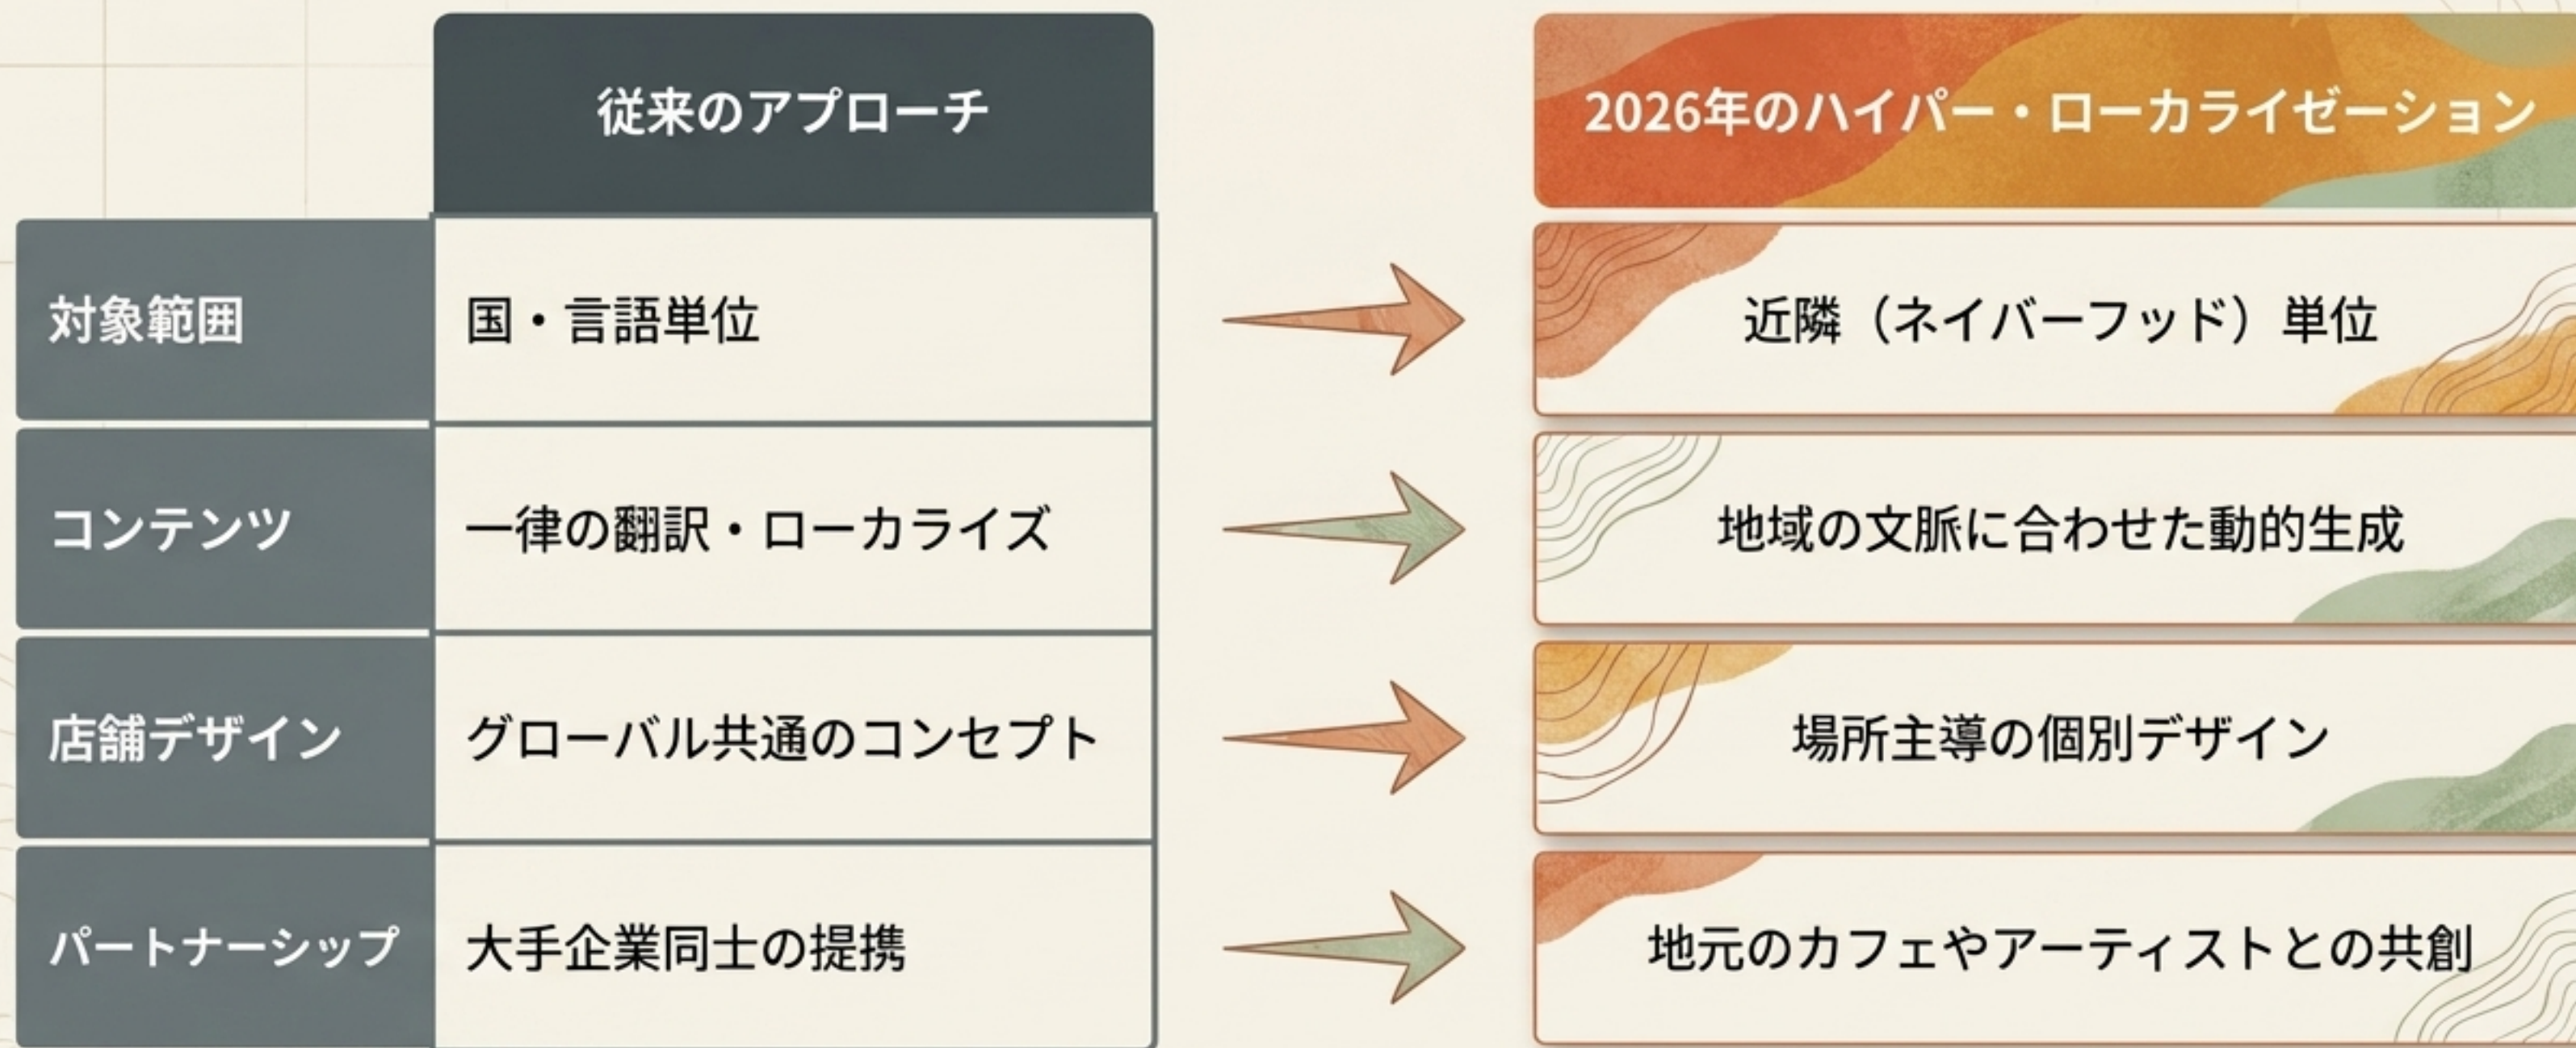 従来のアプローチ
2026年のハイパー・ローカライゼーション
対象範囲
国・言語単位
近隣（ネイバーフッド）単位
コンテンツ
一律の翻訳・ローカライズ
地域の文脈に合わせた動的生成
店舗デザイン
グローバル共通のコンセプト
場所主導の個別デザイン
パートナーシップ
大手企業同士の提携
地元のカフェやアーティストとの共創